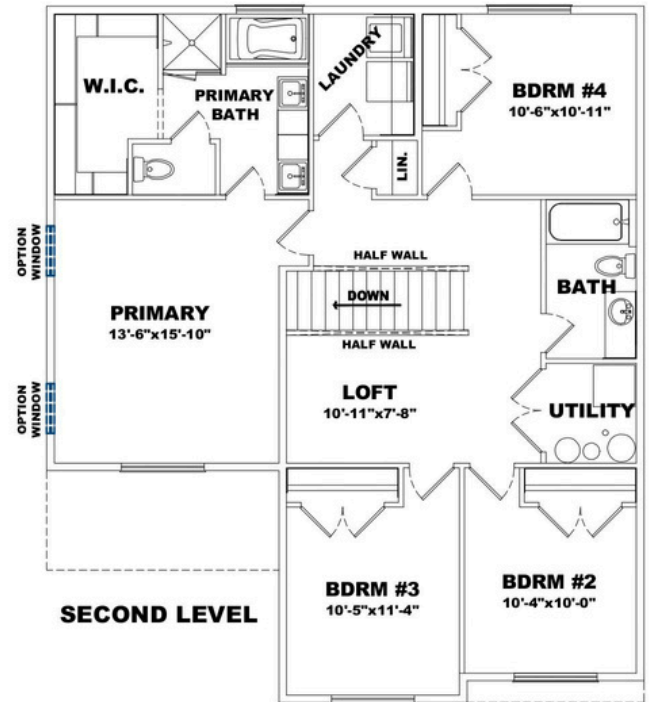 W.I.C.
PRIMARY
BATH
LAUNDRY
BDRM #4
10'-6"x10'-11"
LIN.
OPTION
WINDOW
HALF WALL
DOWN
HALF WALL
BATH
PRIMARY
13'-6"x15'-10"
OPTION
WINDOW
LOFT
10'-11"x7'-8"
UTILITY
BDRM #3
10'-5"x11'-4"
BDRM #2
10'-4"x10'-0"
SECOND LEVEL